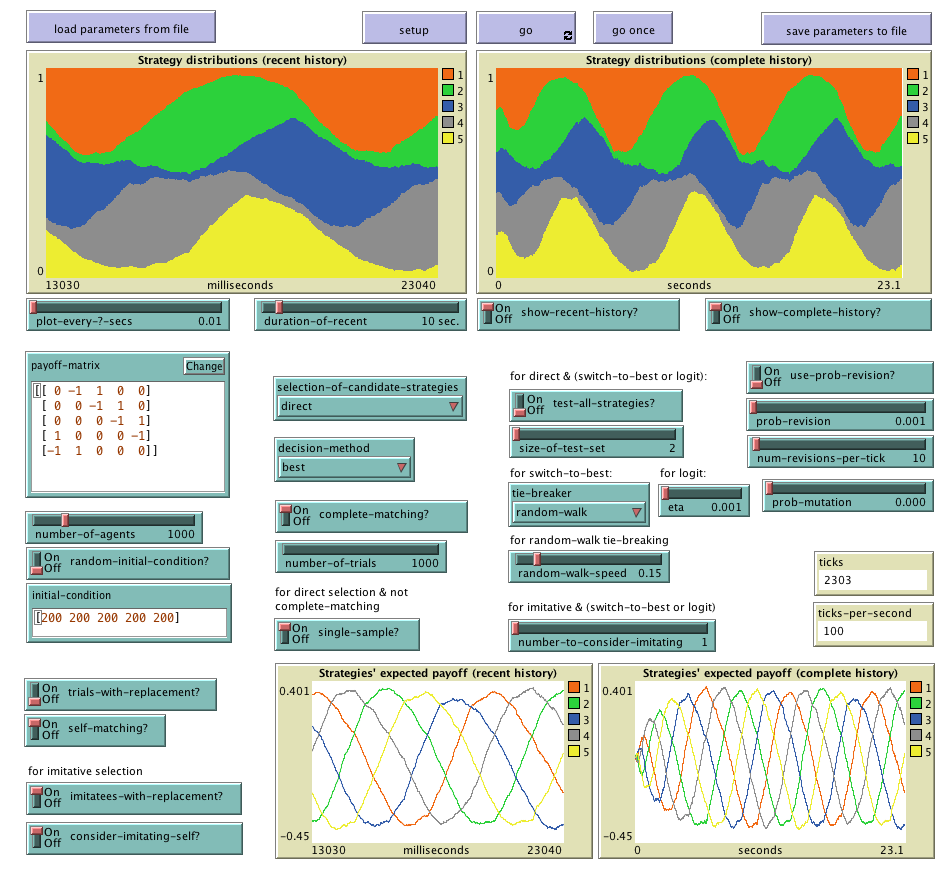 load parameters from file
setup
go
go once
save parameters to file
Strategy distributions (recent history)
1
0
13030
milliseconds
23040
1
2
3
4
5
Strategy distributions (complete history)
1
0
0
seconds
23.1
1
2
3
4
5
plot-every-?-secs 0.01
duration-of-recent 10 sec.
On
Off
show-recent-history?
On
Off
show-complete-history?
payoff-matrix
Change
[[ 0 -1 1 0 0]
[ 0 0 -1 1 0]
[ 0 0 0 -1 1]
[ 1 0 0 0 -1]
[-1 1 0 0 0]]
number-of-agents 1000
On
Off
random-initial-condition?
initial-condition
[200 200 200 200 200]
On
Off
trials-with-replacement?
On
Off
self-matching?
for imitative selection
On
Off
imitatees-with-replacement?
On
Off
consider-imitating-self?
selection-of-candidate-strategies
direct
decision-method
best
On
Off
complete-matching?
number-of-trials 1000
for direct selection & not
complete-matching
On
Off
single-sample?
for direct & (switch-to-best or logit):
On
Off
test-all-strategies?
size-of-test-set 2
for switch-to-best:
tie-breaker
random-walk
for logit:
eta 0.001
for random-walk tie-breaking
random-walk-speed 0.15
for imitative & (switch-to-best or logit)
number-to-consider-imitating 1
On
Off
use-prob-revision?
prob-revision 0.001
num-revisions-per-tick 10
prob-mutation 0.000
ticks
2303
ticks-per-second
100
Strategies' expected payoff (recent history)
0.401
-0.45
13030
milliseconds
23040
1
2
3
4
5
Strategies' expected payoff (complete history)
0.401
-0.45
0
seconds
23.1
1
2
3
4
5